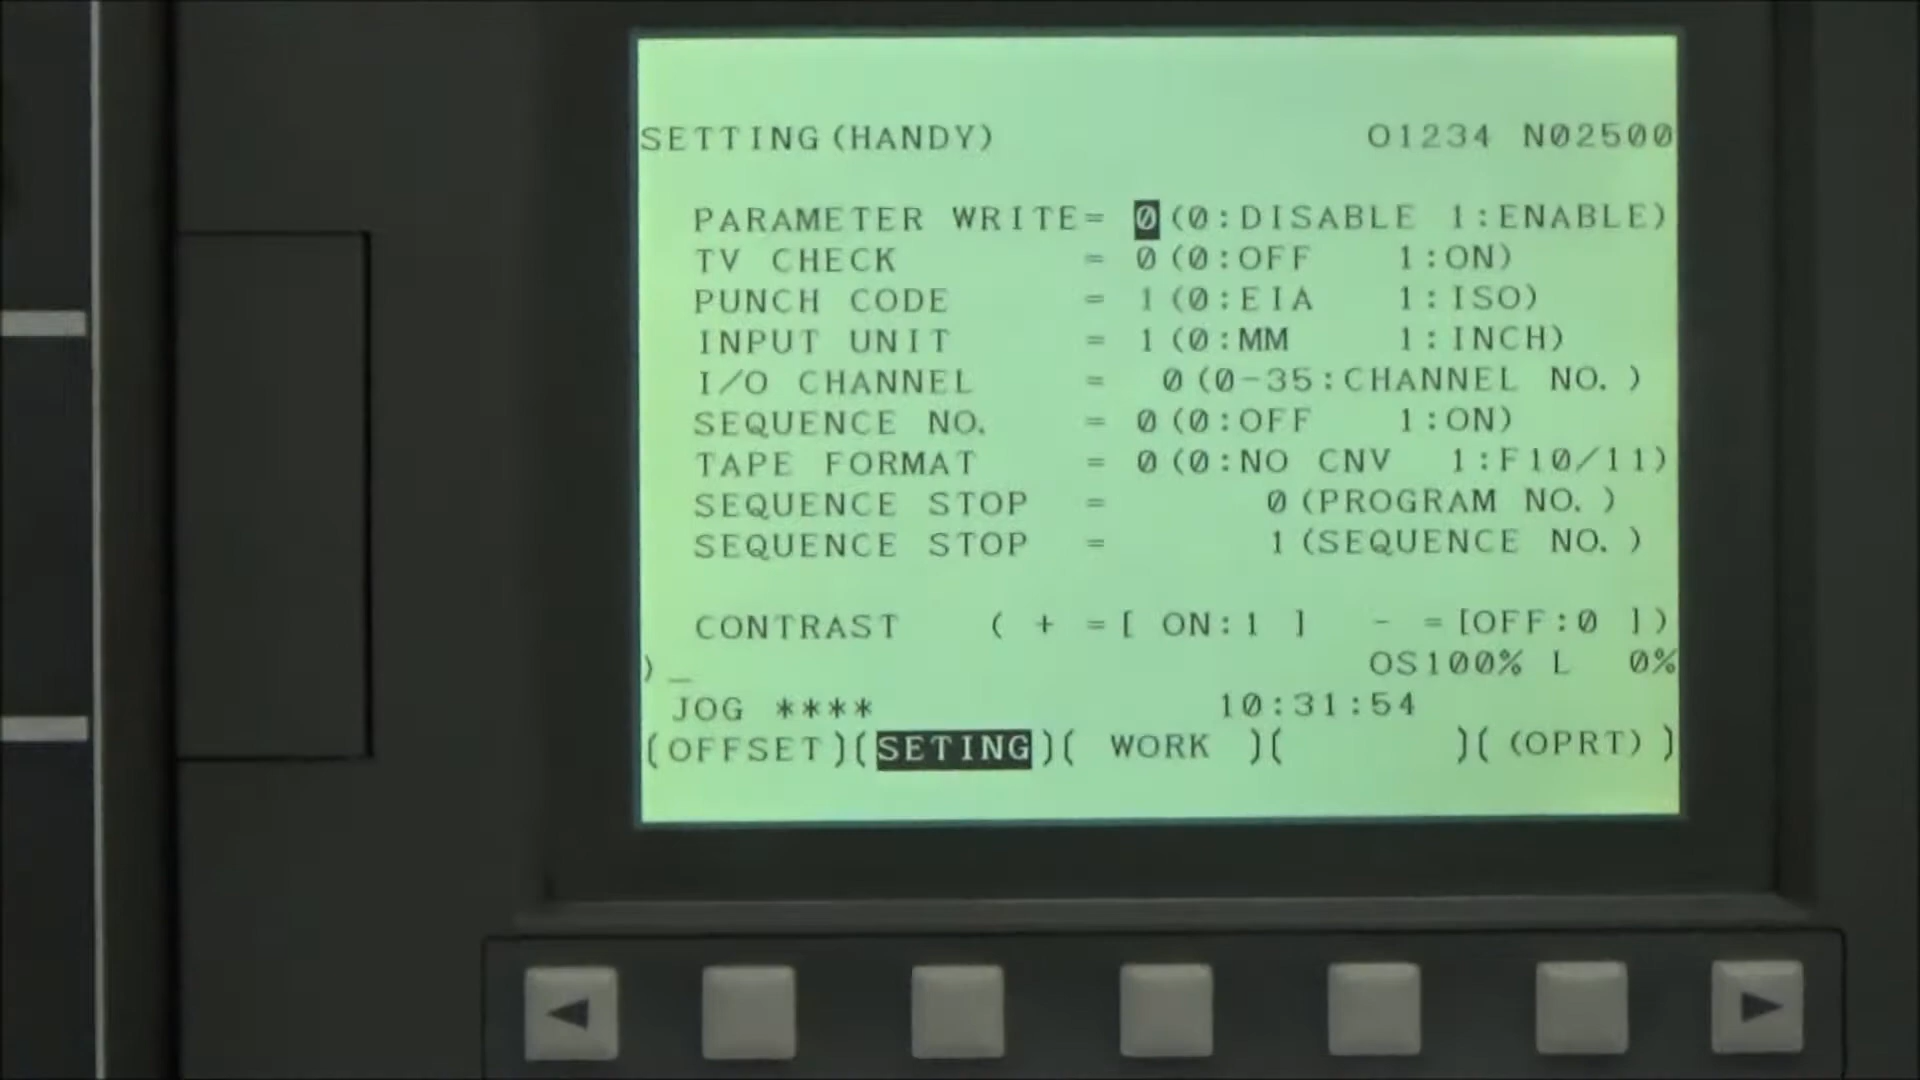 SETTING(HANDY) O1234 N02500
PARAMETER WRITE= 0(0:DISABLE 1:ENABLE)
TV CHECK = 0(0:OFF 1:ON)
PUNCH CODE = 1(0:EIA 1:ISO)
INPUT UNIT = 1(0:MM 1:INCH)
I/O CHANNEL = 0(0-35:CHANNEL NO.)
SEQUENCE NO. = 0(0:OFF 1:ON)
TAPE FORMAT = 0(0:NO CNV 1:F10/11)
SEQUENCE STOP = 0(PROGRAM NO.)
SEQUENCE STOP = 1(SEQUENCE NO.)
CONTRAST ( + =[ ON:1 ] - =[OFF:0 ])
)_ OS100% L 0%
JOG **** 10:31:54
(OFFSET)(SETING)( WORK )( )( (OPRT) )